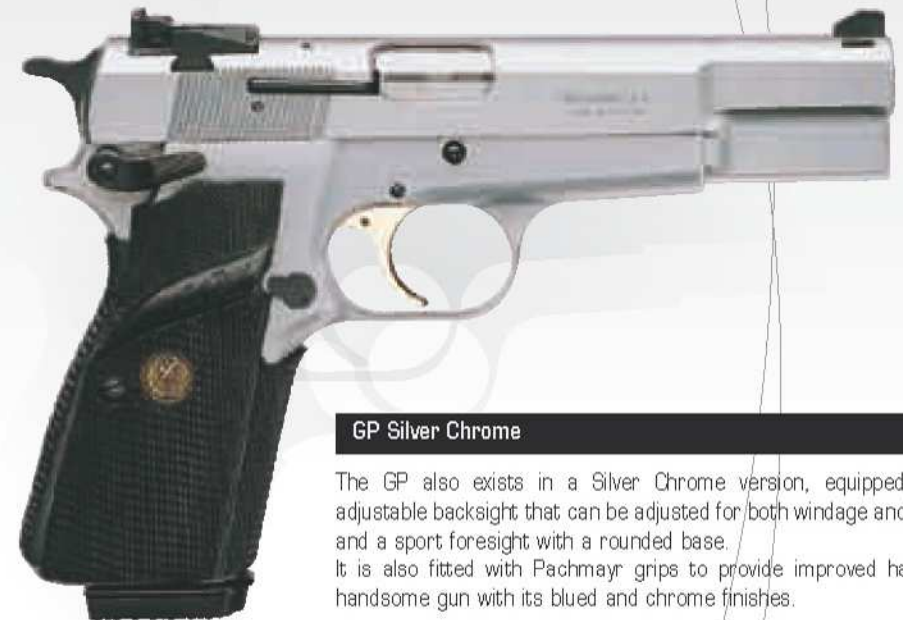 GP Silver Chrome
The GP also exists in a Silver Chrome version, equipped
adjustable backsight that can be adjusted for both windage and
and a sport foresight with a rounded base.
It is also fitted with Pachmayr grips to provide improved ha
handsome gun with its blued and chrome finishes.